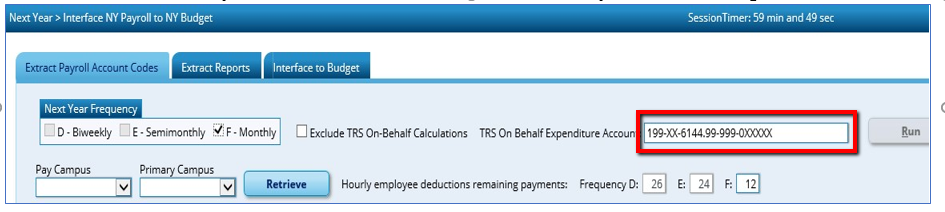 Next Year > Interface NY Payroll to NY Budget SessionTimer: 59 min and 49 sec
Extract Payroll Account Codes Extract Reports Interface to Budget
Next Year Frequency
D - Biweekly E - Semimonthly F - Monthly Exclude TRS On-Behalf Calculations TRS On Behalf Expenditure Accoun 199-XX-6144.99-999-0XXXXX Run
Pay Campus Primary Campus
Retrieve Hourly employee deductions remaining payments: Frequency D: 26 E: 24 F: 12